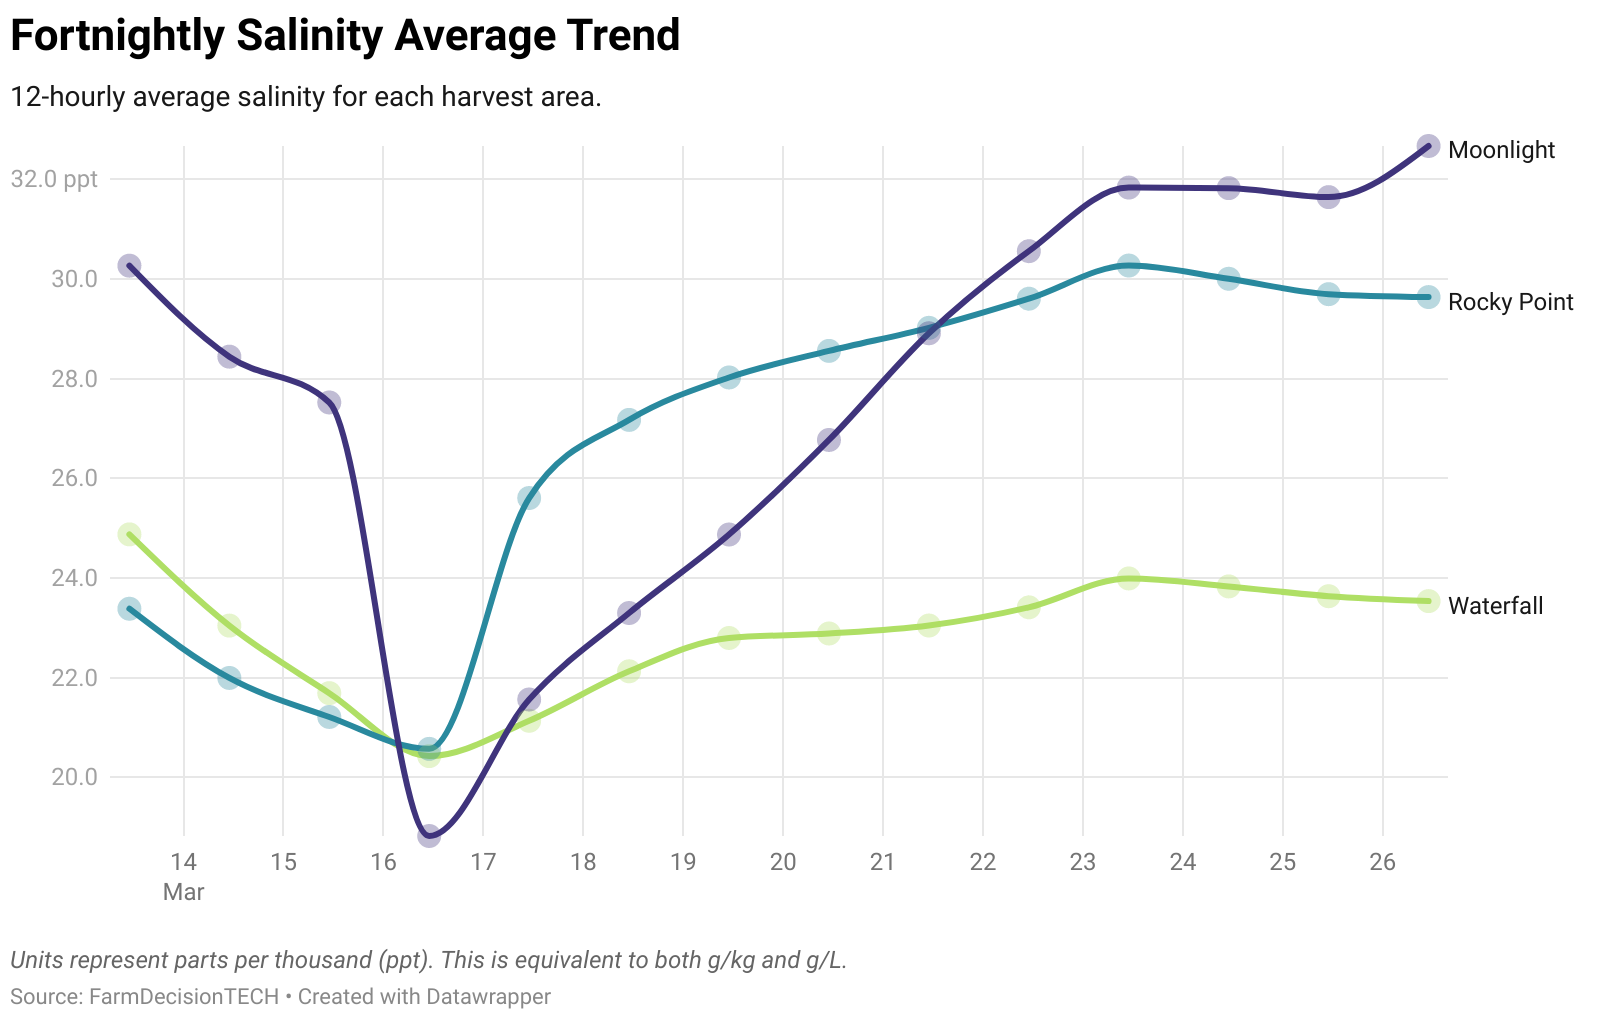 Fortnightly Salinity Average Trend
12-hourly average salinity for each harvest area.
Moonlight
32.0 ppt
30.0
Rocky Point
28.0
26.0
24.0
Waterfall
22.0
20.0
14 15 16 17 18 19 20 21 22 23 24 25 26
Mar
Units represent parts per thousand (ppt). This is equivalent to both g/kg and g/L.
Source: FarmDecisionTECH • Created with Datawrapper